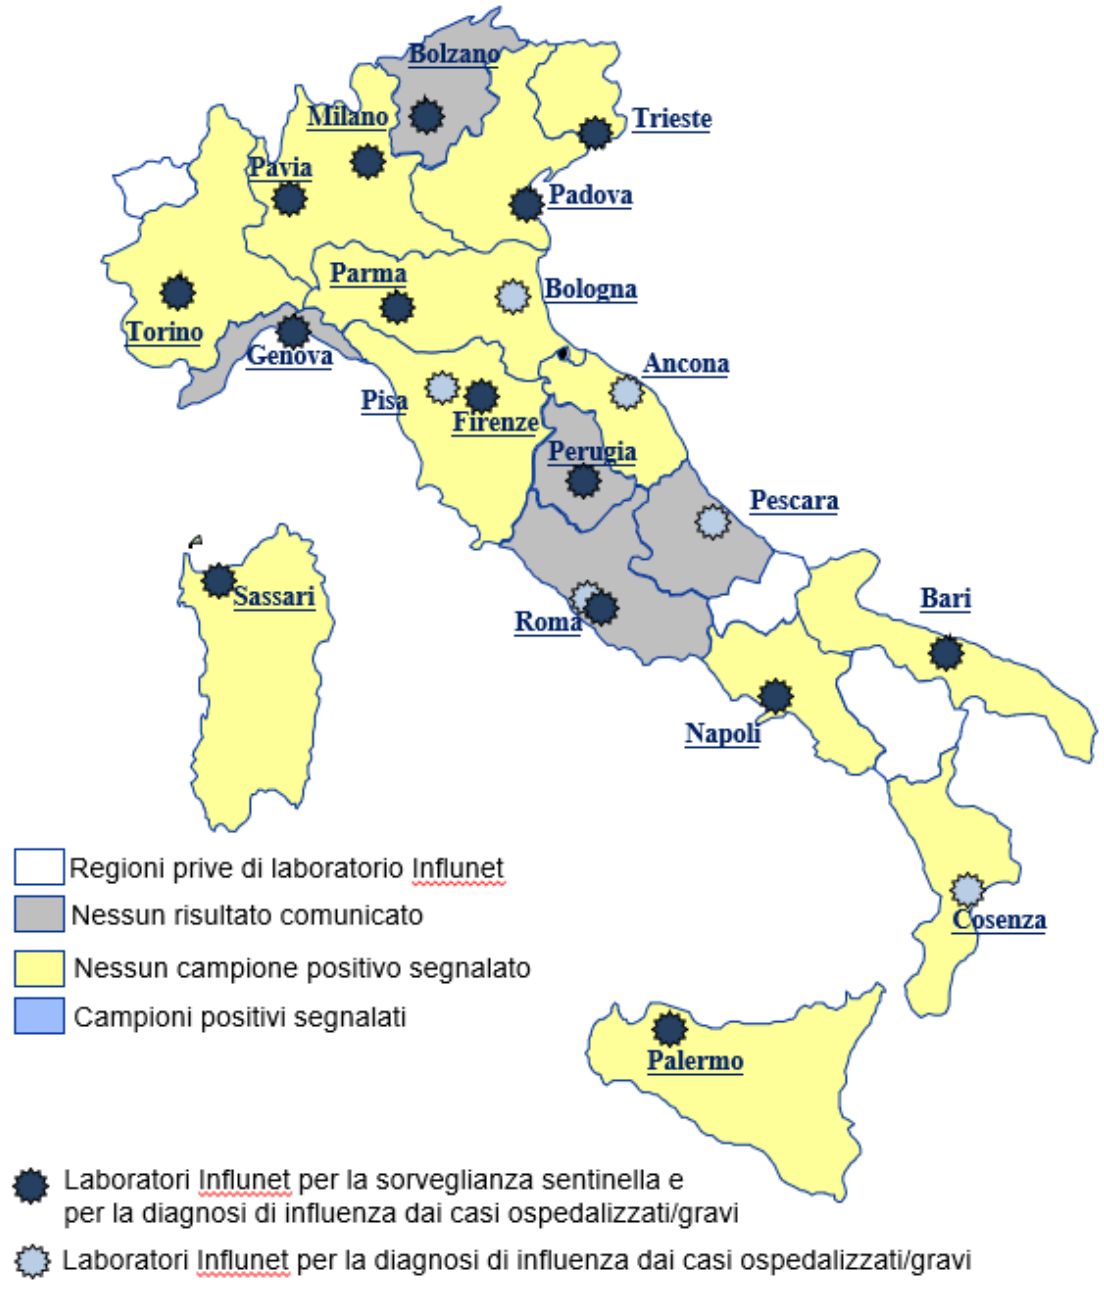 Bolzano
Milano
Trieste
Pavia
Padova
Parma
Bologna
Torino
Genova
Ancona
Pisa
Firenze
Perugia
Pescara
Sassari
Roma
Bari
Napoli
Regioni prive di laboratorio Influnet
Nessun risultato comunicato
Cosenza
Nessun campione positivo segnalato
Campioni positivi segnalati
Palermo
Laboratori Influnet per la sorveglianza sentinella e
per la diagnosi di influenza dai casi ospedalizzati/gravi
Laboratori Influnet per la diagnosi di influenza dai casi ospedalizzati/gravi